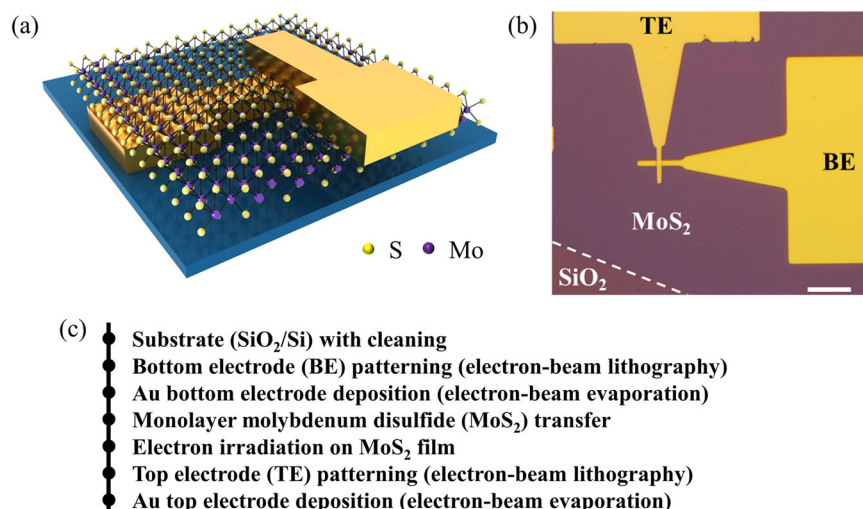 (a)
S
Mo
(b)
TE
BE
MoS₂
SiO₂
(c)
Substrate (SiO₂/Si) with cleaning
Bottom electrode (BE) patterning (electron-beam lithography)
Au bottom electrode deposition (electron-beam evaporation)
Monolayer molybdenum disulfide (MoS₂) transfer
Electron irradiation on MoS₂ film
Top electrode (TE) patterning (electron-beam lithography)
Au top electrode deposition (electron-beam evaporation)